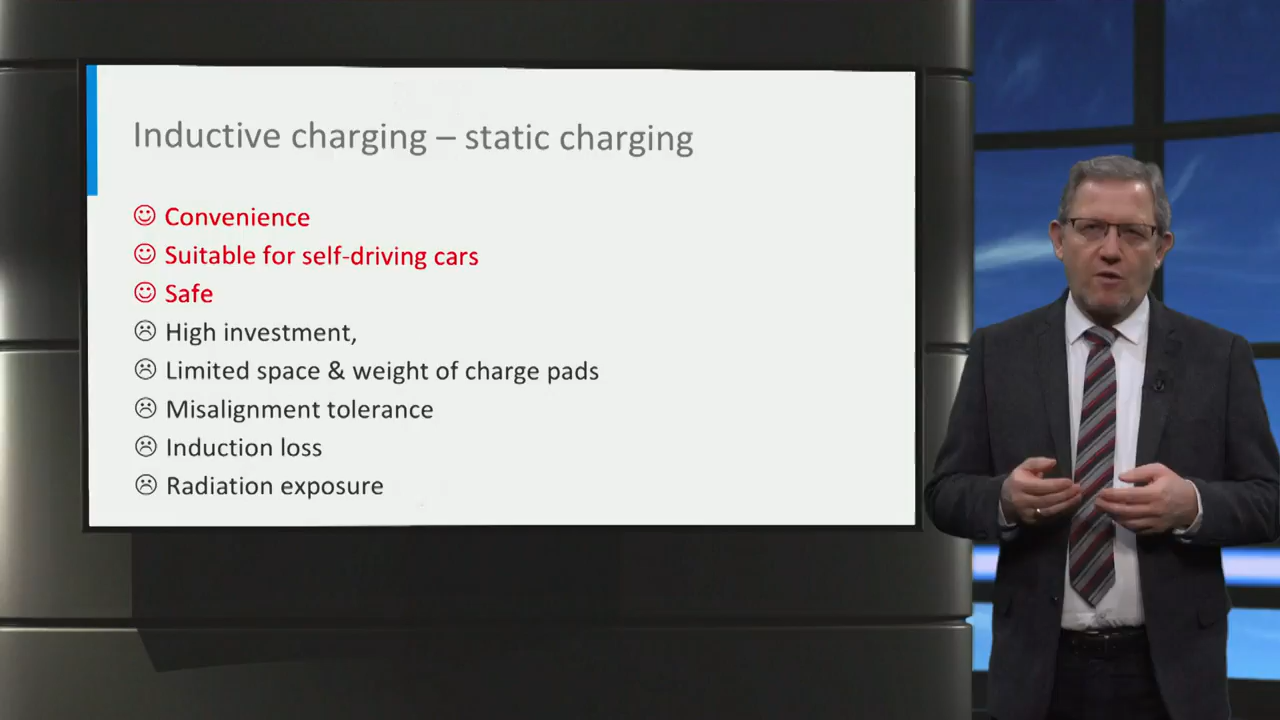 Inductive charging – static charging
☺ Convenience
☺ Suitable for self-driving cars
☺ Safe
☹ High investment,
☹ Limited space & weight of charge pads
☹ Misalignment tolerance
☹ Induction loss
☹ Radiation exposure